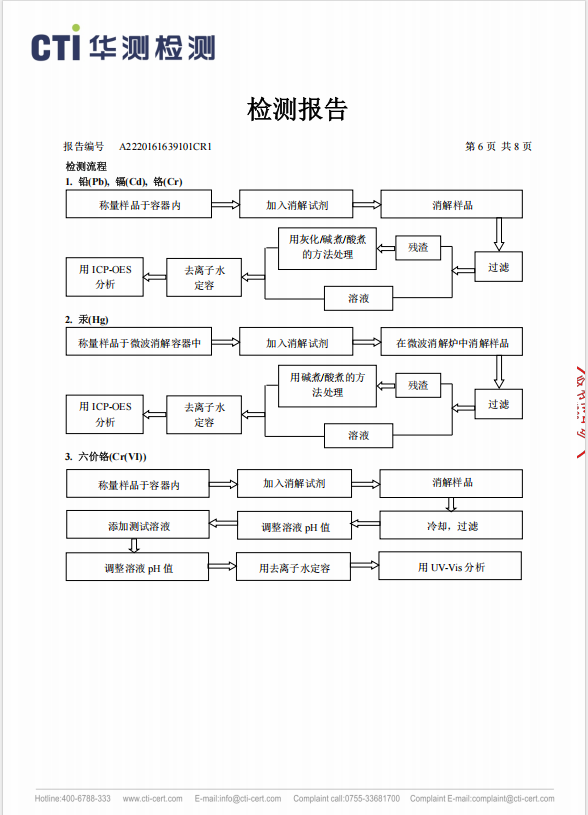 CTI 华测检测
检测报告
报告编号 A2220161639101CR1 第 6 页 共 8 页
检测流程
1. 铅(Pb), 镉(Cd), 铬(Cr)
称量样品于容器内 加入消解试剂 消解样品
用灰化/碱煮/酸煮
的方法处理
残渣
过滤
用 ICP-OES
分析
去离子水
定容
溶液
2. 汞(Hg)
称量样品于微波消解容器中 加入消解试剂 在微波消解炉中消解样品
用碱煮/酸煮的方
法处理
残渣
过滤
用 ICP-OES
分析
去离子水
定容
溶液
3. 六价铬(Cr(VI))
称量样品于容器内 加入消解试剂 消解样品
添加测试溶液 调整溶液 pH 值 冷却，过滤
调整溶液 pH 值 用去离子水定容 用 UV-Vis 分析
Hotline:400-6788-333 www.cti-cert.com E-mail:info@cti-cert.com Complaint call:0755-33681700 Complaint E-mail:complaint@cti-cert.com